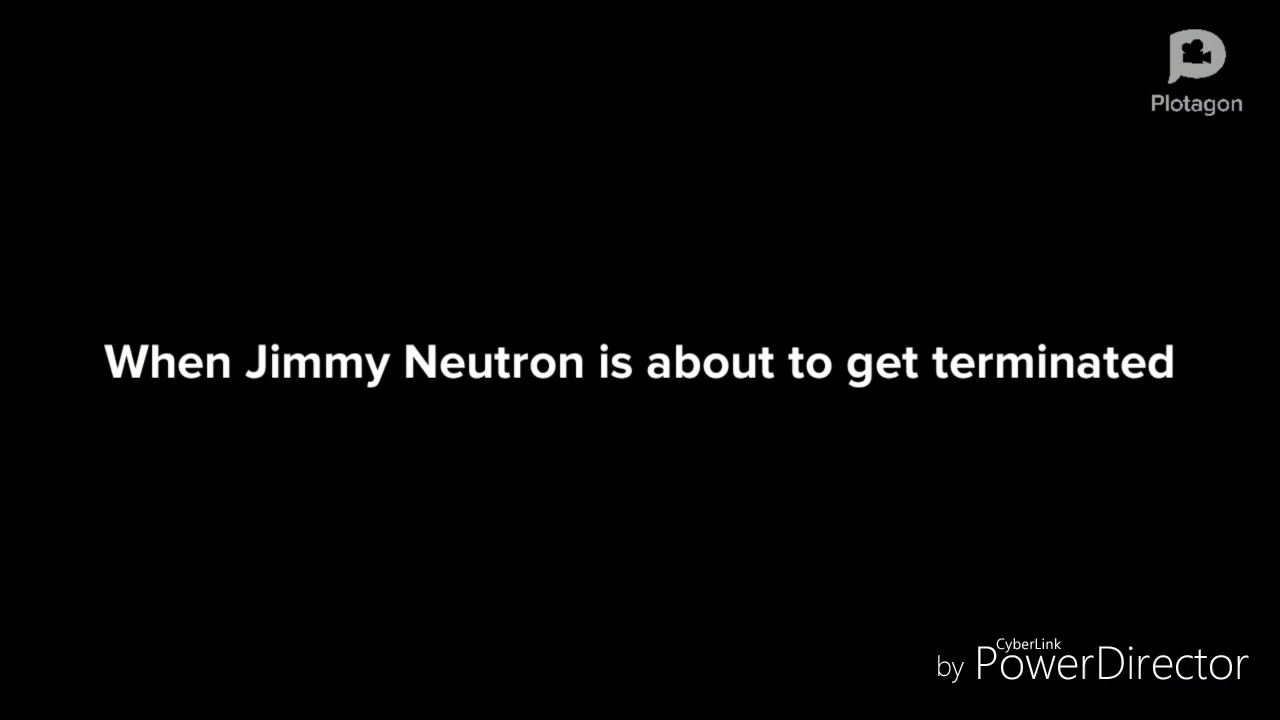 Plotagon
When Jimmy Neutron is about to get terminated
CyberLink
by PowerDirector